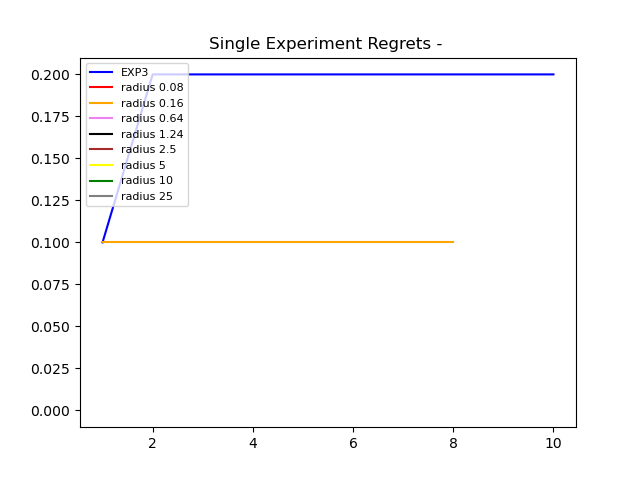 Single Experiment Regrets -
0.200
0.175
0.150
0.125
0.100
0.075
0.050
0.025
0.000
EXP3
radius 0.08
radius 0.16
radius 0.64
radius 1.24
radius 2.5
radius 5
radius 10
radius 25
2 4 6 8 10